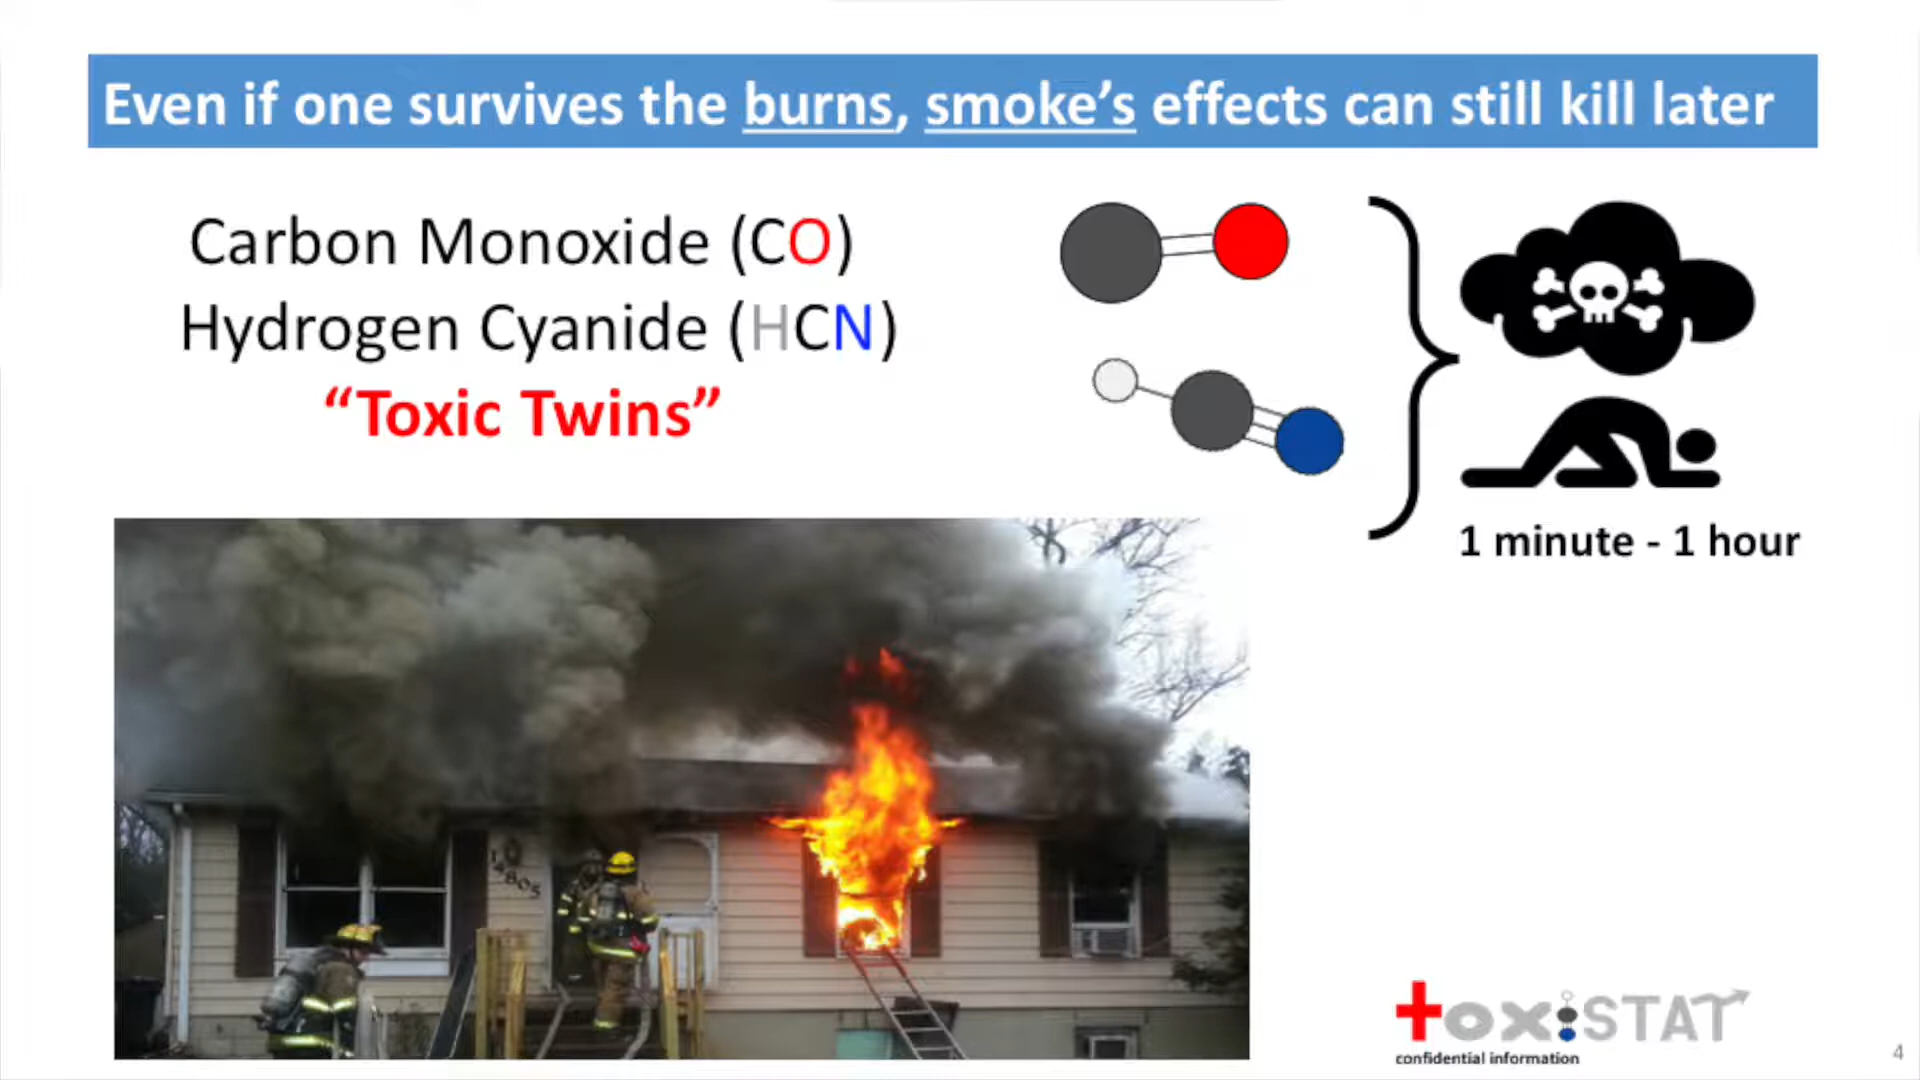 Even if one survives the burns, smoke’s effects can still kill later
Carbon Monoxide (CO)
Hydrogen Cyanide (HCN)
“Toxic Twins”
1 minute - 1 hour
14805
toxiSTAT
confidential information
4